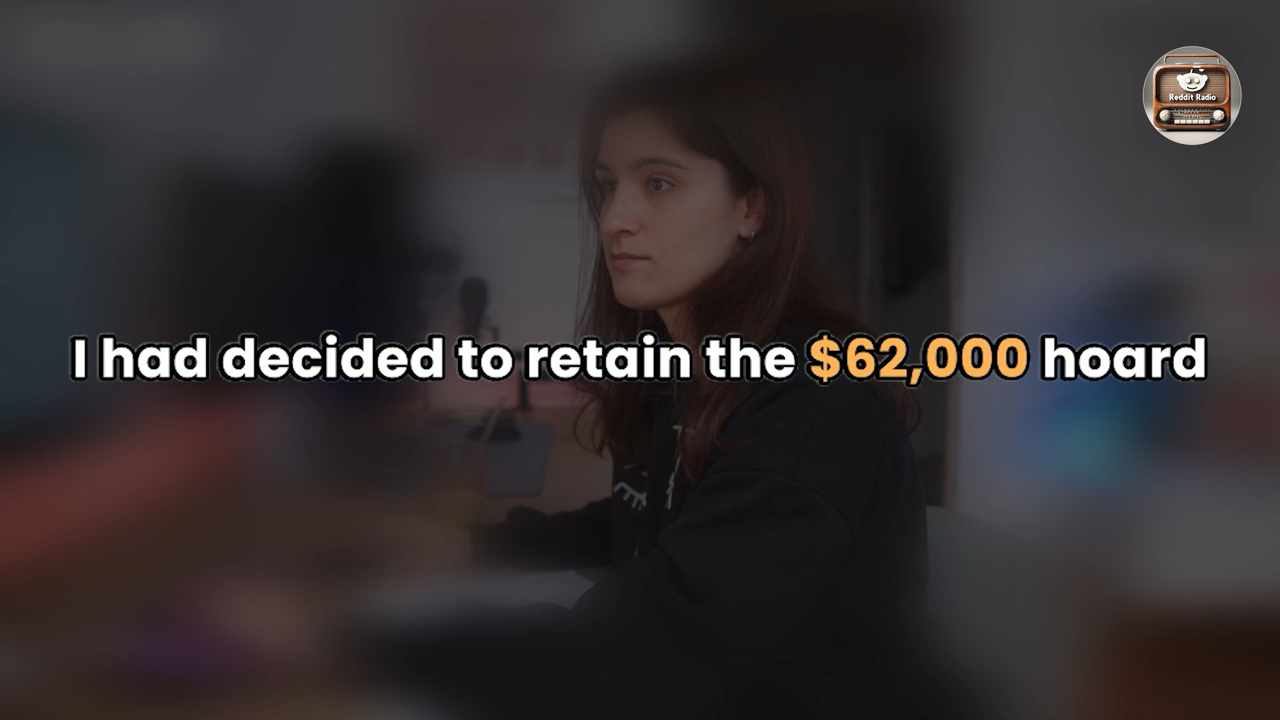 Reddit Radio
I had decided to retain the $62,000 hoard